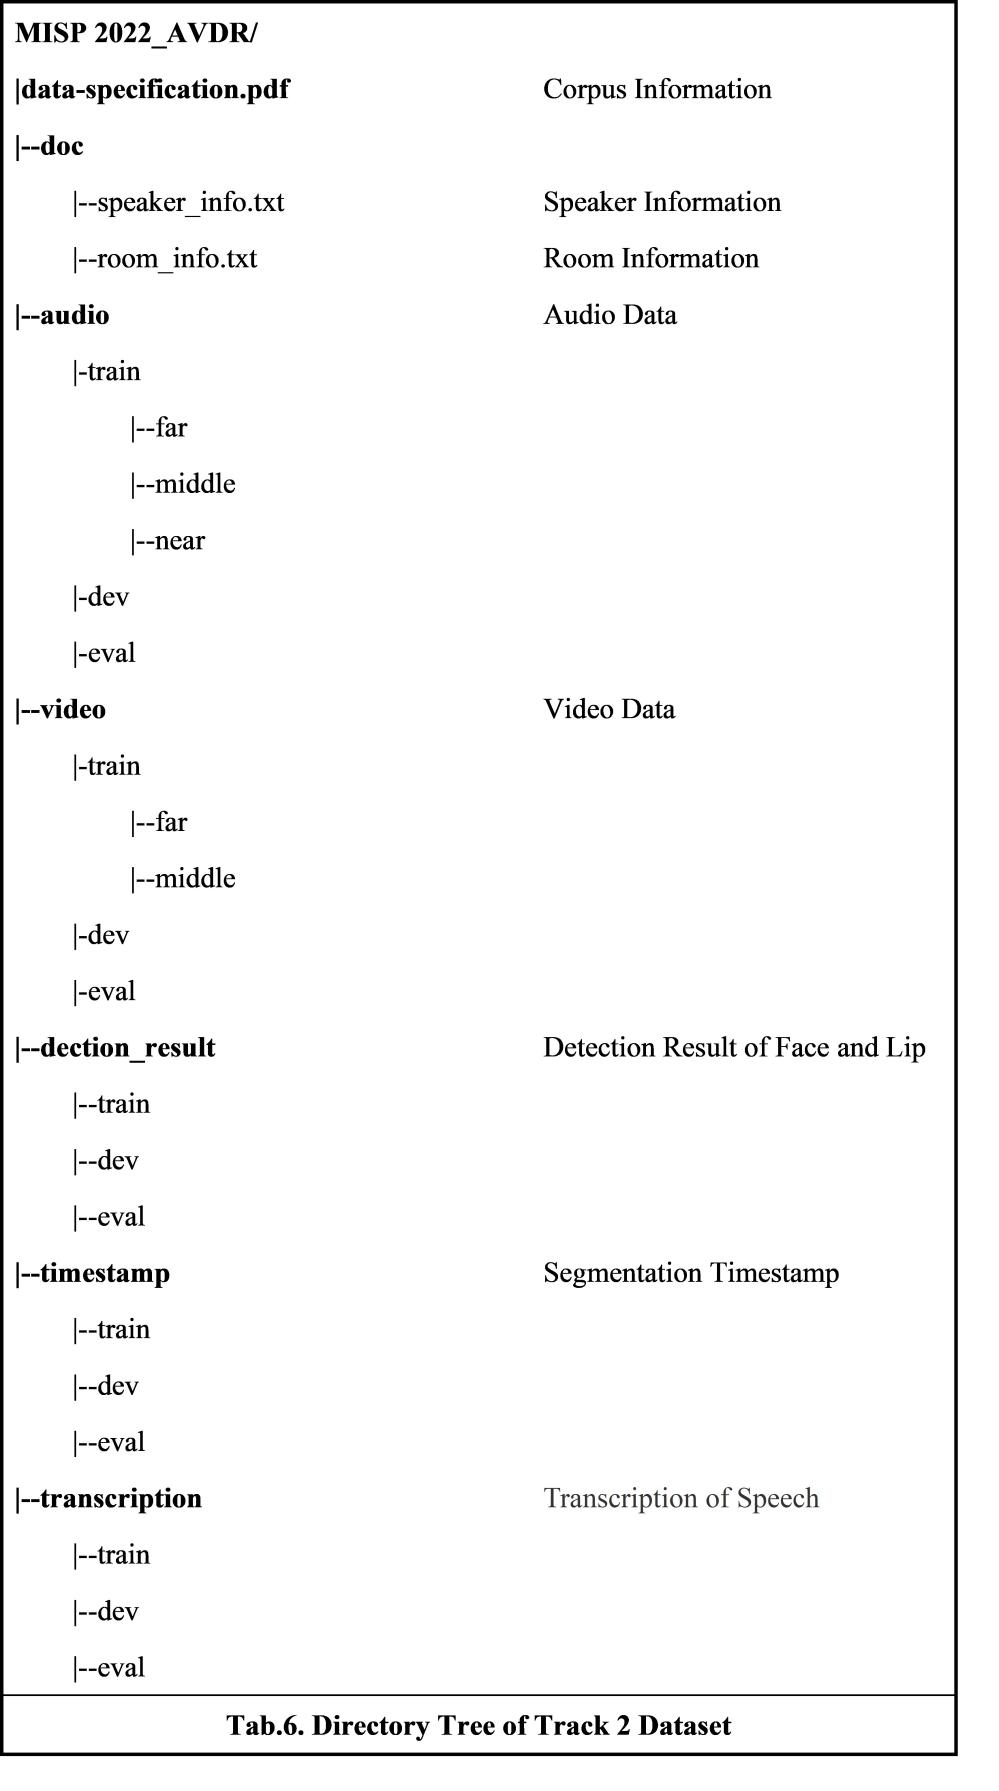 MISP 2022_AVDR/
|data-specification.pdf Corpus Information
|--doc
|--speaker_info.txt Speaker Information
|--room_info.txt Room Information
|--audio Audio Data
|-train
|--far
|--middle
|--near
|-dev
|-eval
|--video Video Data
|-train
|--far
|--middle
|-dev
|-eval
|--dection_result Detection Result of Face and Lip
|--train
|--dev
|--eval
|--timestamp Segmentation Timestamp
|--train
|--dev
|--eval
|--transcription Transcription of Speech
|--train
|--dev
|--eval
Tab.6. Directory Tree of Track 2 Dataset